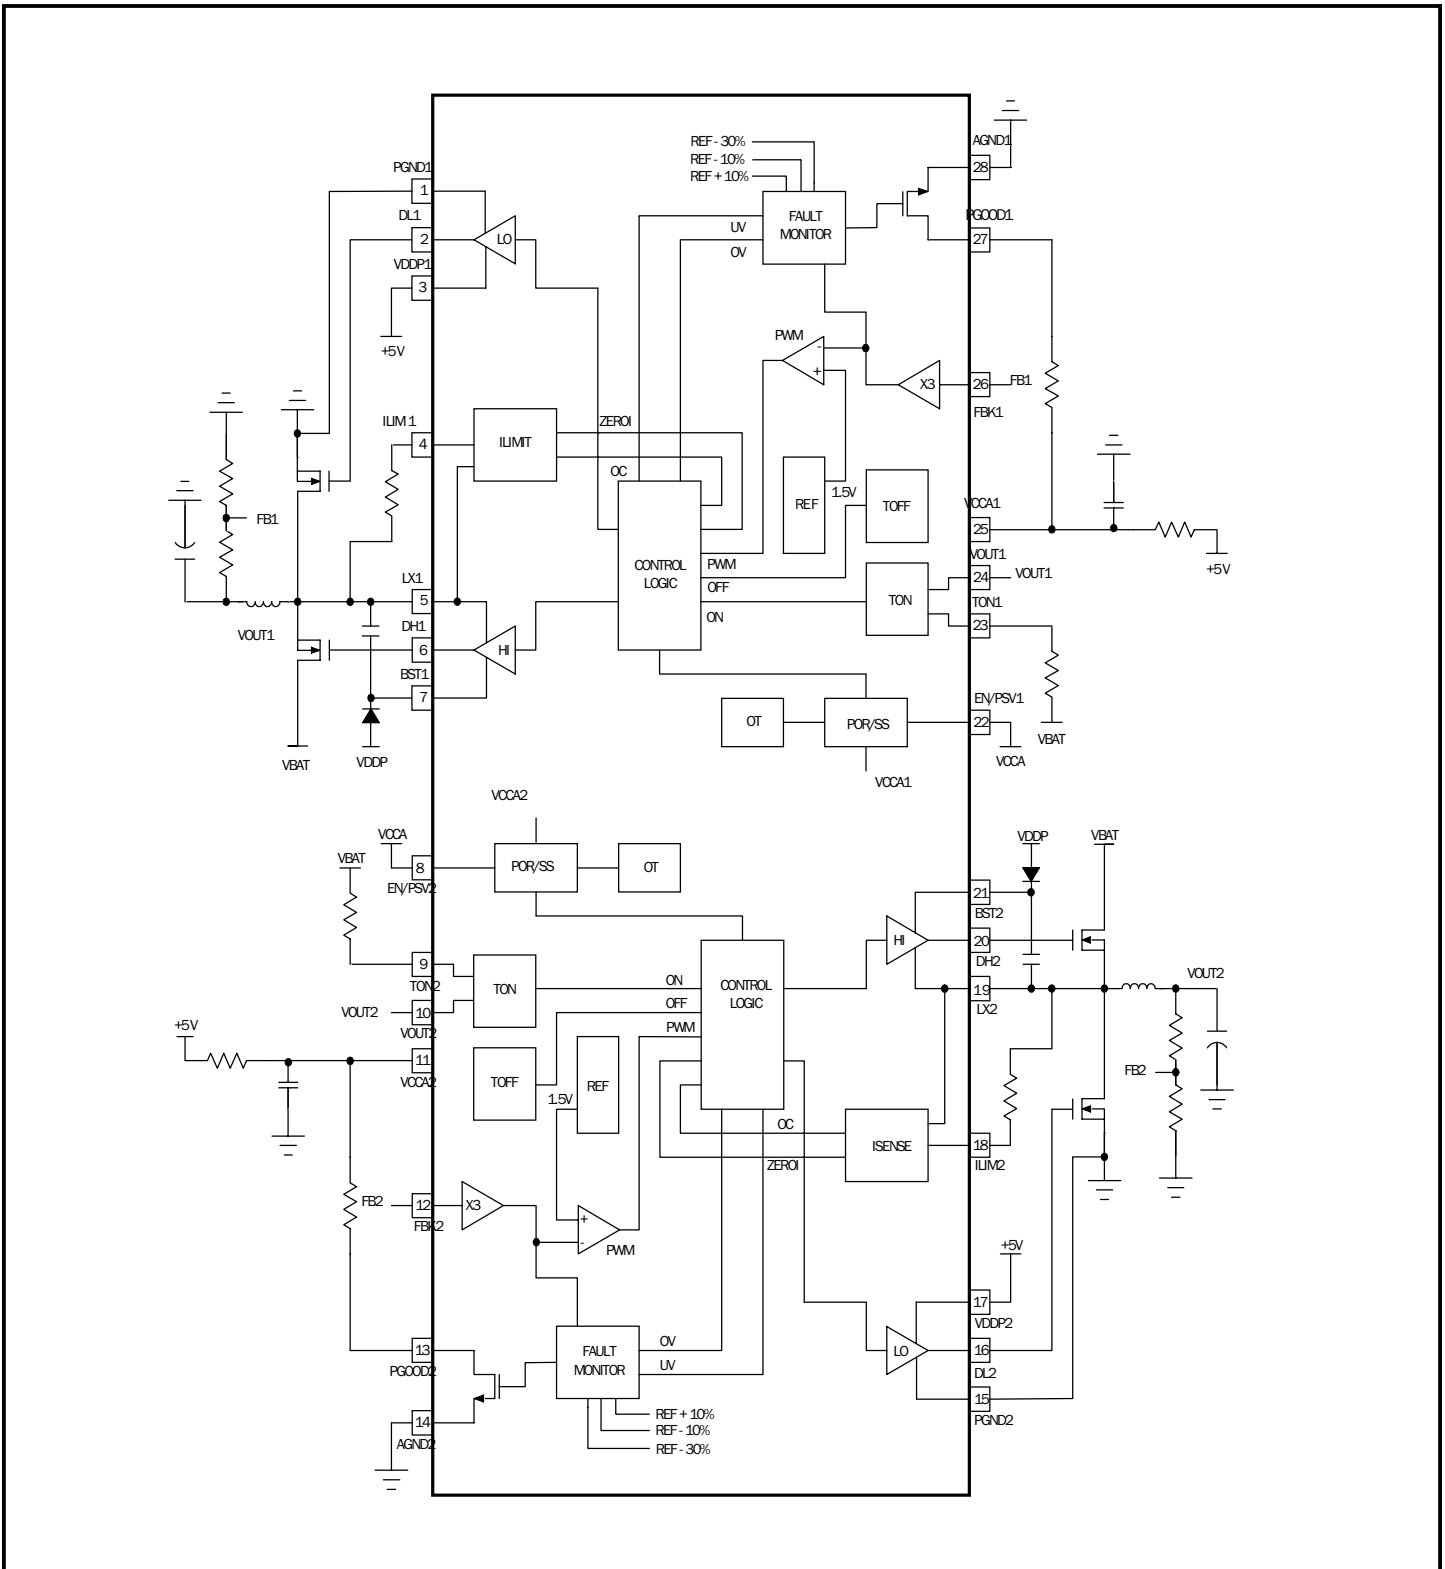 AGND1
REF-30%
REF-10%
REF+10%
PGND1
1
28
DL1
FAULT
MONITOR
PGOOD1
UV
OV
2
LO
27
VDDP1
3
+5V
PWM
-
+
X3
26
FB1
FBK1
ILIM1
4
ILIMIT
ZEROI
OC
REF
1.5V
TOFF
VCCA1
FB1
25
+5V
CONTROL
LOGIC
PWM
OFF
ON
VOUT1
24
VOUT1
TON
TON1
23
LX1
5
VOUT1
DH1
6
HI
BST1
7
VBAT
VDDP
OT
POR/SS
EN/PSV1
22
VBAT
VCCA
VCCA1
VCCA2
VCCA
VBAT
8
EN/PSV2
POR/SS
OT
VDDP
VBAT
21
BST2
HI
20
DH2
9
TON2
TON
ON
CONTROL
LOGIC
19
LX2
VOUT2
VOUT2
10
VOUT2
OFF
+5V
PWM
11
VCCA2
TOFF
REF
1.5V
FB2
OC
ISENSE
18
ILIM2
ZEROI
FB2
12
FBK2
X3
+
-
PWM
+5V
17
VDDP2
13
PGOOD2
FAULT
MONITOR
OV
UV
LO
16
DL2
15
PGND2
14
AGND2
REF+10%
REF-10%
REF-30%